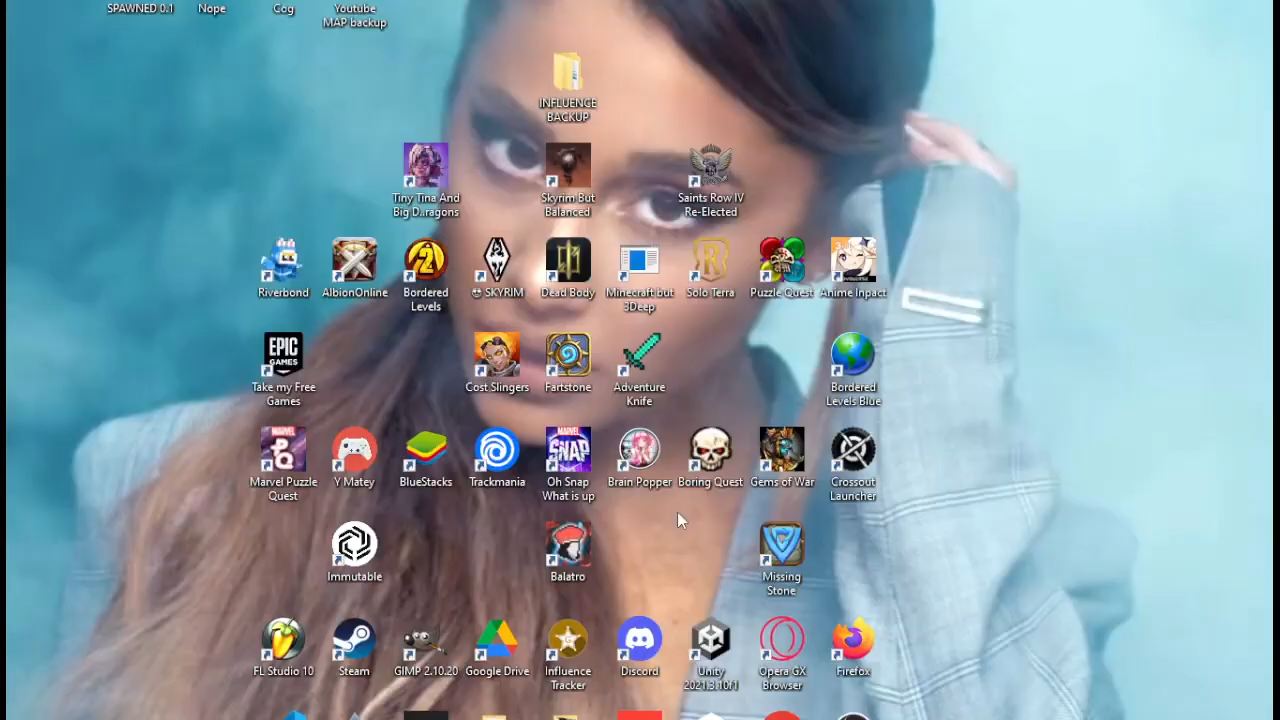 SPAWNED 0.1
Nope
Cog
Youtube
MAP backup
INFLUENCE
BACKUP
Tiny Tina And
Big D..aragons
Skyrim But
Balanced
Saints Row IV
Re-Elected
Riverbond
AlbionOnline
Bordered
Levels
SKYRIM
Dead Body
Minecraft but
3Deep
Solo Terra
Puzzle Quest
Anime Inpact
EPIC
GAMES
Take my Free
Games
Cost Slingers
Fartstone
Adventure
Knife
Bordered
Levels Blue
Marvel Puzzle
Quest
Y Matey
BlueStacks
Trackmania
MARVEL
SNAP
Oh Snap
What is up
Brain Popper
Boring Quest
Gems of War
Crossout
Launcher
Immutable
Balatro
Missing
Stone
FL Studio 10
Steam
GIMP 2.10.20
Google Drive
Influence
Tracker
Discord
Unity
2021.3.10f1
Opera GX
Browser
Firefox